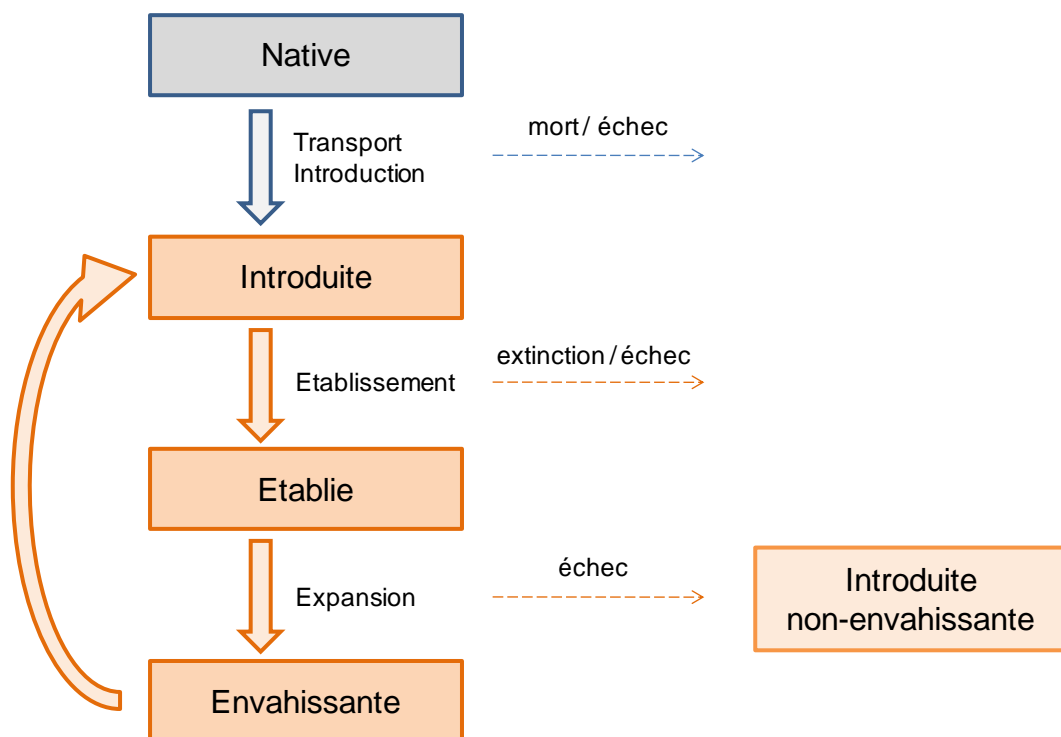 Native
Transport
Introduction
mort / échec
Introduite
Etablissement
extinction / échec
Etablie
Expansion
échec
Introduite
non-envahissante
Envahissante